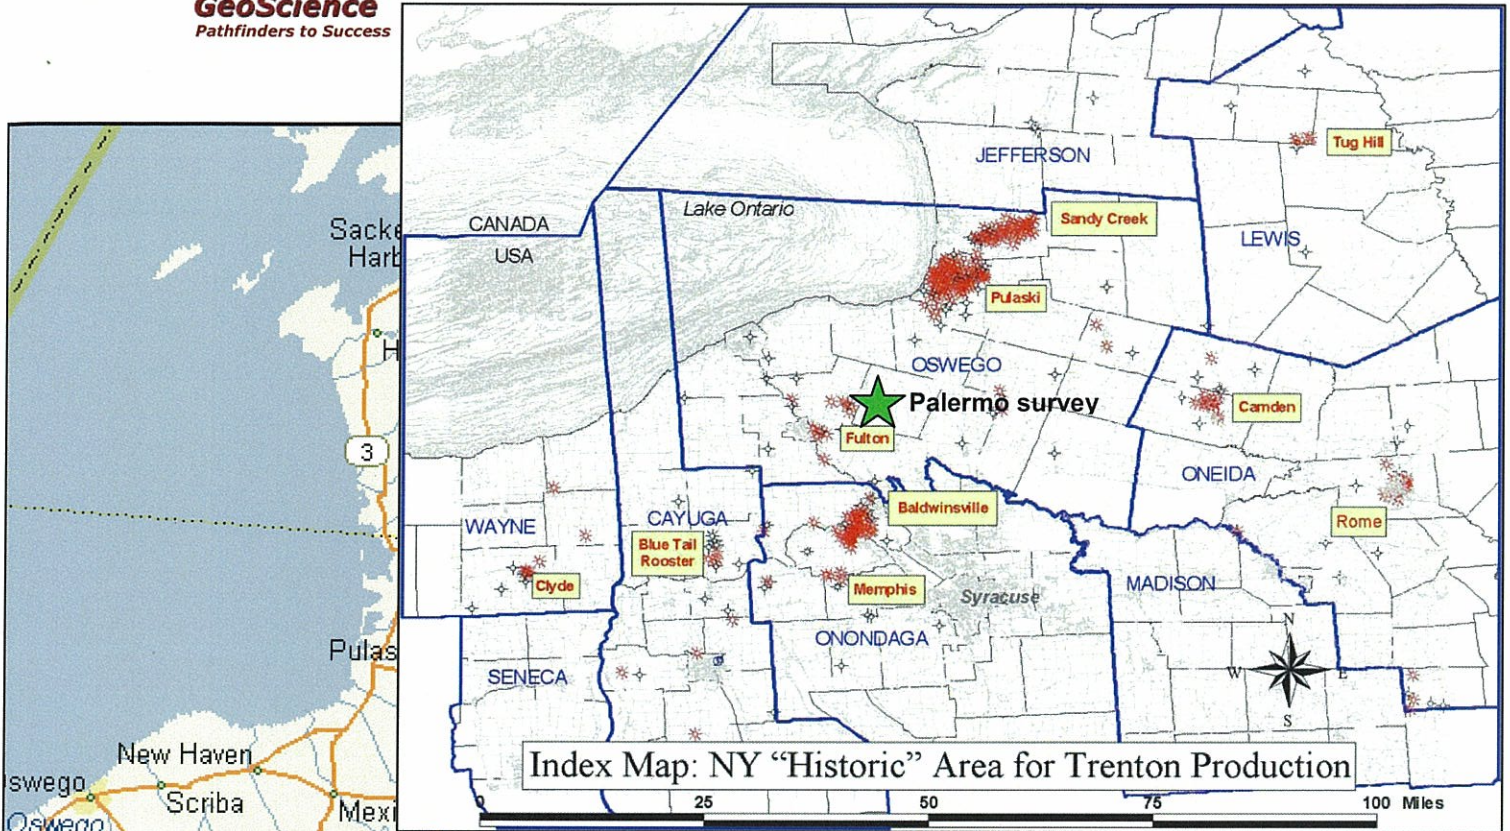 GeoScience
Pathfinders to Success
JEFFERSON
Tug Hill
Lake Ontario
Sandy Creek
CANADA
USA
LEWIS
Pulaski
OSWEGO
Palermo survey
Camden
Fulton
ONEIDA
Baldwinsville
Rome
WAYNE
CAYUGA
Blue Tail
Rooster
Clyde
Memphis
Syracuse
MADISON
ONONDAGA
SENECA
N
W
E
S
Index Map: NY “Historic” Area for Trenton Production
0 25 50 75 100 Miles
Sacke
Harb
H
3
Pulas
New Haven
swego
Scriba
Mexi
Oswego